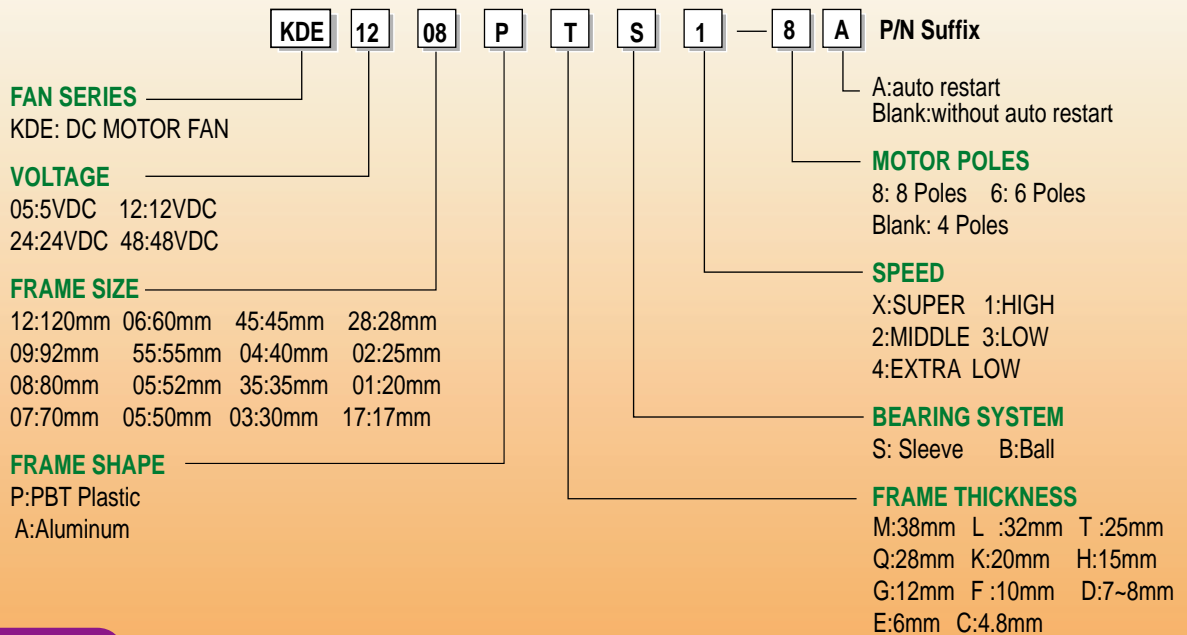 KDE 12 08 P T S 1 — 8 A P/N Suffix
FAN SERIES
KDE: DC MOTOR FAN
VOLTAGE
05:5VDC 12:12VDC
24:24VDC 48:48VDC
FRAME SIZE
12:120mm 06:60mm 45:45mm 28:28mm
09:92mm 55:55mm 04:40mm 02:25mm
08:80mm 05:52mm 35:35mm 01:20mm
07:70mm 05:50mm 03:30mm 17:17mm
FRAME SHAPE
P:PBT Plastic
A:Aluminum
A:auto restart
Blank:without auto restart
MOTOR POLES
8: 8 Poles 6: 6 Poles
Blank: 4 Poles
SPEED
X:SUPER 1:HIGH
2:MIDDLE 3:LOW
4:EXTRA LOW
BEARING SYSTEM
S: Sleeve B:Ball
FRAME THICKNESS
M:38mm L :32mm T :25mm
Q:28mm K:20mm H:15mm
G:12mm F :10mm D:7~8mm
E:6mm C:4.8mm